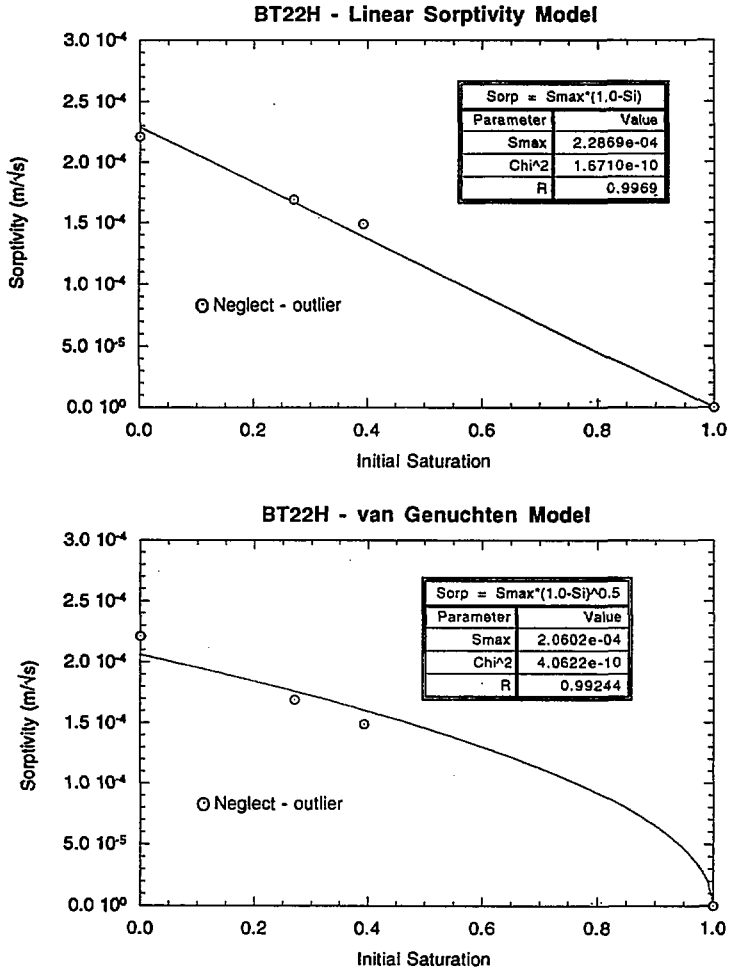 BT22H - Linear Sorptivity Model
3.0 10⁻⁴
2.5 10⁻⁴
2.0 10⁻⁴
1.5 10⁻⁴
1.0 10⁻⁴
5.0 10⁻⁵
0.0 10⁰
Sorptivity (m/√s)
Sorp = Smax*(1.0-Si)
Parameter Value
Smax 2.2869e-04
Chi^2 1.6710e-10
R 0.9969
Neglect - outlier
0.0 0.2 0.4 0.6 0.8 1.0
Initial Saturation
BT22H - van Genuchten Model
3.0 10⁻⁴
2.5 10⁻⁴
2.0 10⁻⁴
1.5 10⁻⁴
1.0 10⁻⁴
5.0 10⁻⁵
0.0 10⁰
Sorptivity (m/√s)
Sorp = Smax*(1.0-Si)^0.5
Parameter Value
Smax 2.0602e-04
Chi^2 4.0622e-10
R 0.99244
Neglect - outlier
0.0 0.2 0.4 0.6 0.8 1.0
Initial Saturation